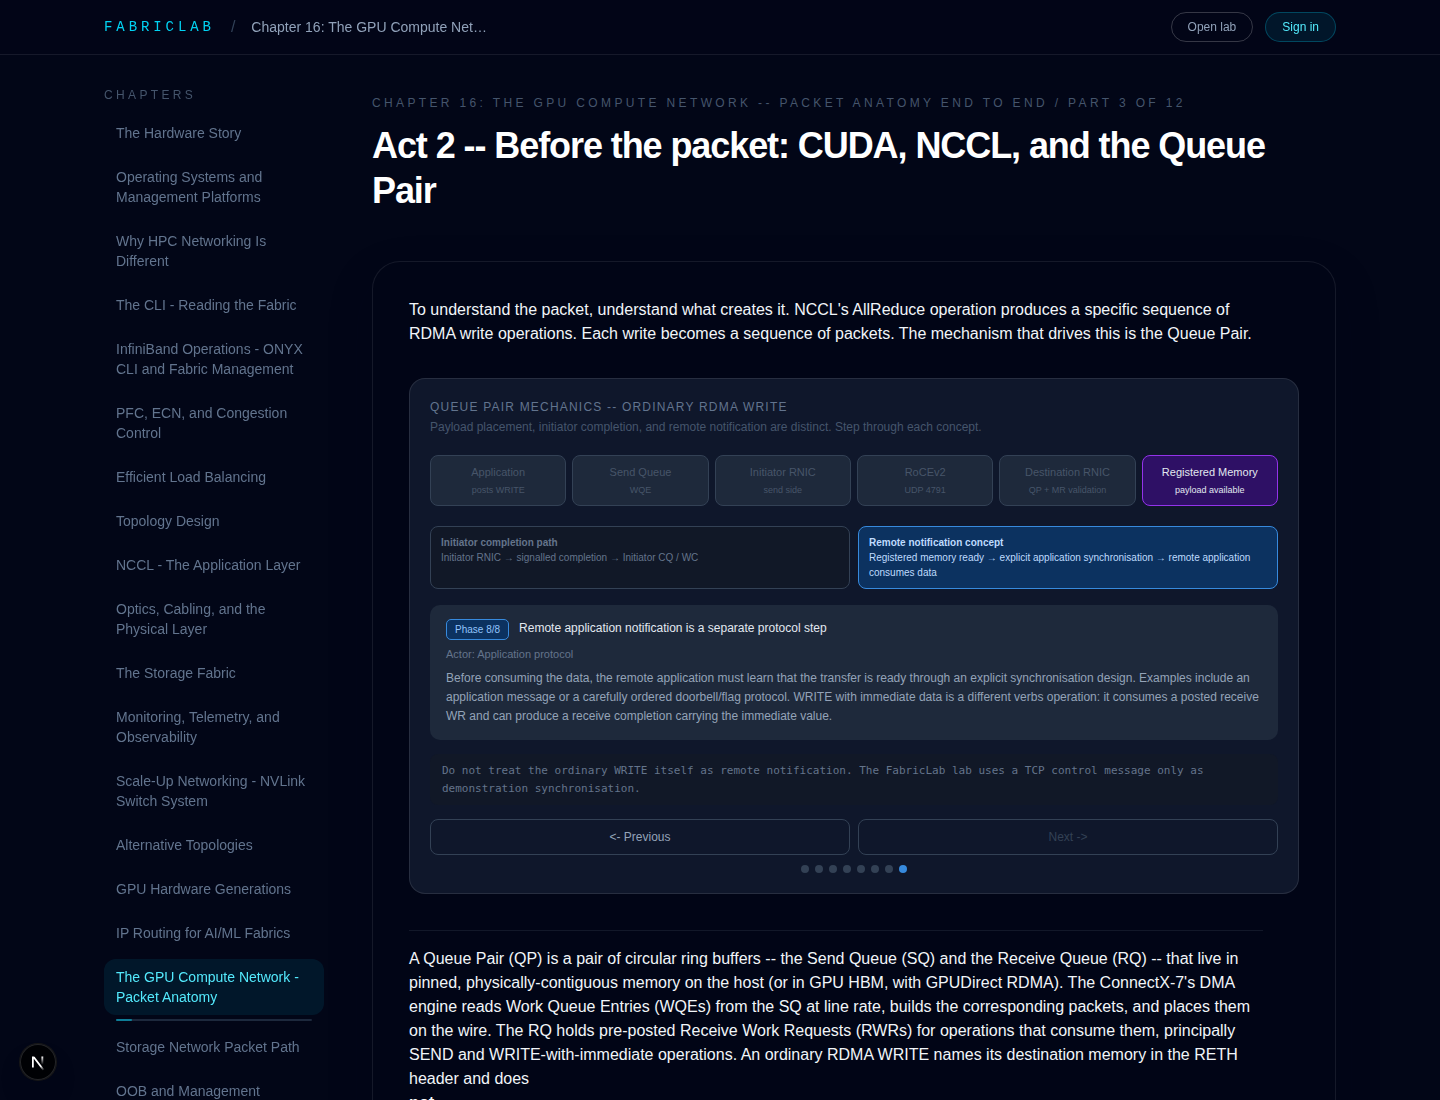 FABRICLAB / Chapter 16: The GPU Compute Net…
Open lab
Sign in
CHAPTERS
The Hardware Story
Operating Systems and
Management Platforms
Why HPC Networking Is
Different
The CLI - Reading the Fabric
InfiniBand Operations - ONYX
CLI and Fabric Management
PFC, ECN, and Congestion
Control
Efficient Load Balancing
Topology Design
NCCL - The Application Layer
Optics, Cabling, and the
Physical Layer
The Storage Fabric
Monitoring, Telemetry, and
Observability
Scale-Up Networking - NVLink
Switch System
Alternative Topologies
GPU Hardware Generations
IP Routing for AI/ML Fabrics
The GPU Compute Network -
Packet Anatomy
Storage Network Packet Path
OOB and Management
N
CHAPTER 16: THE GPU COMPUTE NETWORK -- PACKET ANATOMY END TO END / PART 3 OF 12
Act 2 -- Before the packet: CUDA, NCCL, and the Queue
Pair
To understand the packet, understand what creates it. NCCL's AllReduce operation produces a specific sequence of
RDMA write operations. Each write becomes a sequence of packets. The mechanism that drives this is the Queue Pair.
QUEUE PAIR MECHANICS -- ORDINARY RDMA WRITE
Payload placement, initiator completion, and remote notification are distinct. Step through each concept.
Application
posts WRITE
Send Queue
WQE
Initiator RNIC
send side
RoCEv2
UDP 4791
Destination RNIC
QP + MR validation
Registered Memory
payload available
Initiator completion path
Initiator RNIC → signalled completion → Initiator CQ / WC
Remote notification concept
Registered memory ready → explicit application synchronisation → remote application
consumes data
Phase 8/8 Remote application notification is a separate protocol step
Actor: Application protocol
Before consuming the data, the remote application must learn that the transfer is ready through an explicit synchronisation design. Examples include an
application message or a carefully ordered doorbell/flag protocol. WRITE with immediate data is a different verbs operation: it consumes a posted receive
WR and can produce a receive completion carrying the immediate value.
Do not treat the ordinary WRITE itself as remote notification. The FabricLab lab uses a TCP control message only as
demonstration synchronisation.
<- Previous
Next ->
A Queue Pair (QP) is a pair of circular ring buffers -- the Send Queue (SQ) and the Receive Queue (RQ) -- that live in
pinned, physically-contiguous memory on the host (or in GPU HBM, with GPUDirect RDMA). The ConnectX-7's DMA
engine reads Work Queue Entries (WQEs) from the SQ at line rate, builds the corresponding packets, and places them
on the wire. The RQ holds pre-posted Receive Work Requests (RWRs) for operations that consume them, principally
SEND and WRITE-with-immediate operations. An ordinary RDMA WRITE names its destination memory in the RETH
header and does